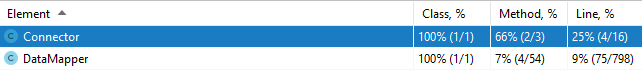 Element Class, % Method, % Line, %
C Connector 100% (1/1) 66% (2/3) 25% (4/16)
C DataMapper 100% (1/1) 7% (4/54) 9% (75/798)